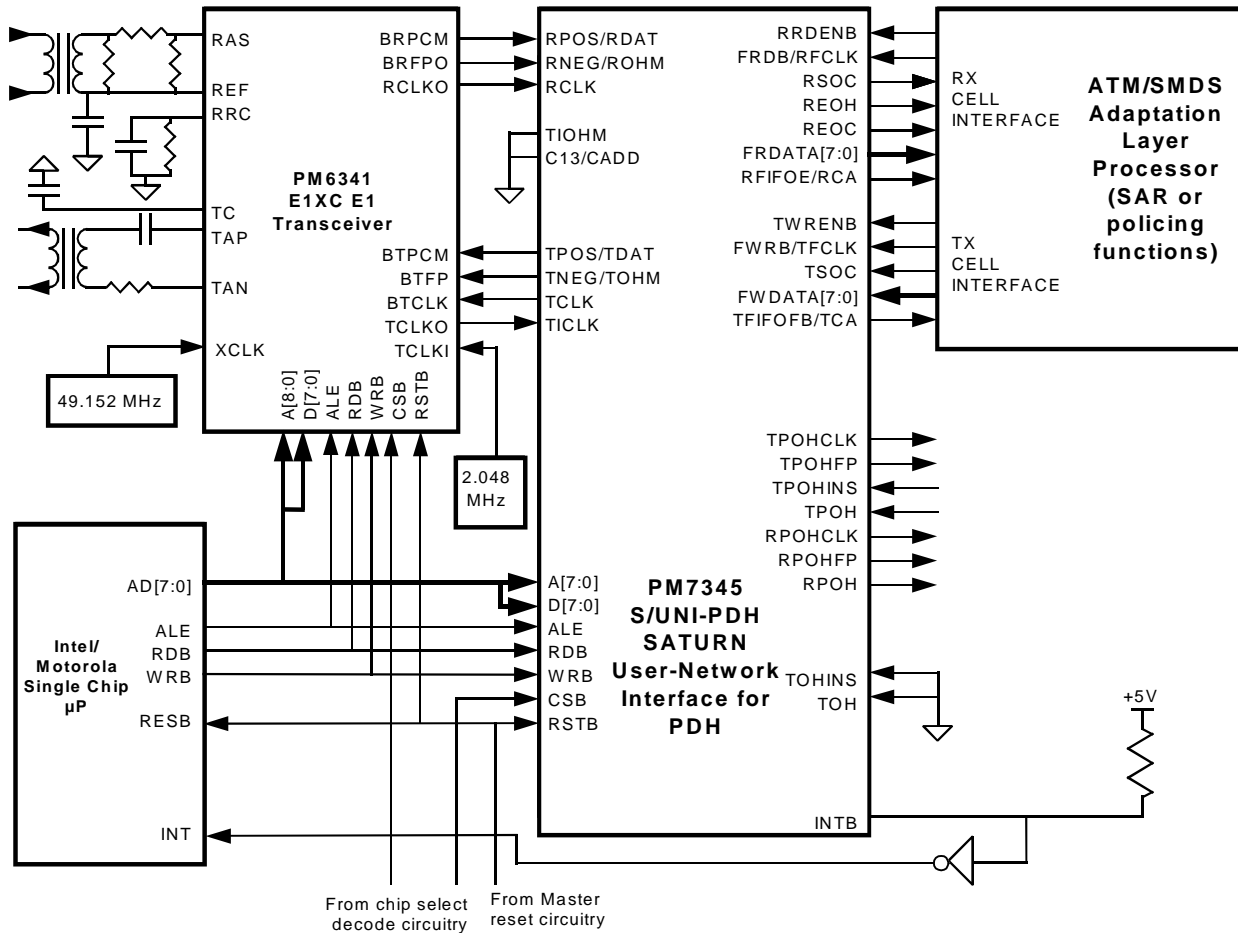 RAS
REF
RRC
TC
TAP
TAN
XCLK
49.152 MHz
PM6341
E1XC E1
Transceiver
BRPCM
BRFPO
RCLKO
BTPCM
BTFP
BTCLK
TCLKO
TCLKI
A[8:0]
D[7:0]
ALE
RDB
WRB
CSB
RSTB
2.048
MHz
RPOS/RDAT
RNEG/ROHM
RCLK
TIOHM
C13/CADD
TPOS/TDAT
TNEG/TOHM
TCLK
TICLK
A[7:0]
D[7:0]
ALE
RDB
WRB
CSB
RSTB
PM7345
S/UNI-PDH
SATURN
User-Network
Interface for
PDH
RRDENB
FRDB/RFCLK
RSOC
REOH
REOC
FRDATA[7:0]
RFIFOE/RCA
TWRENB
FWRB/TFCLK
TSOC
FWDATA[7:0]
TFIFOFB/TCA
TPOHCLK
TPOHFP
TPOHINS
TPOH
RPOHCLK
RPOHFP
RPOH
TOHINS
TOH
INTB
RX
CELL
INTERFACE
TX
CELL
INTERFACE
ATM/SMDS
Adaptation
Layer
Processor
(SAR or
policing
functions)
+5V
Intel/
Motorola
Single Chip
µP
AD[7:0]
ALE
RDB
WRB
RESB
INT
From chip select
decode circuitry
From Master
reset circuitry